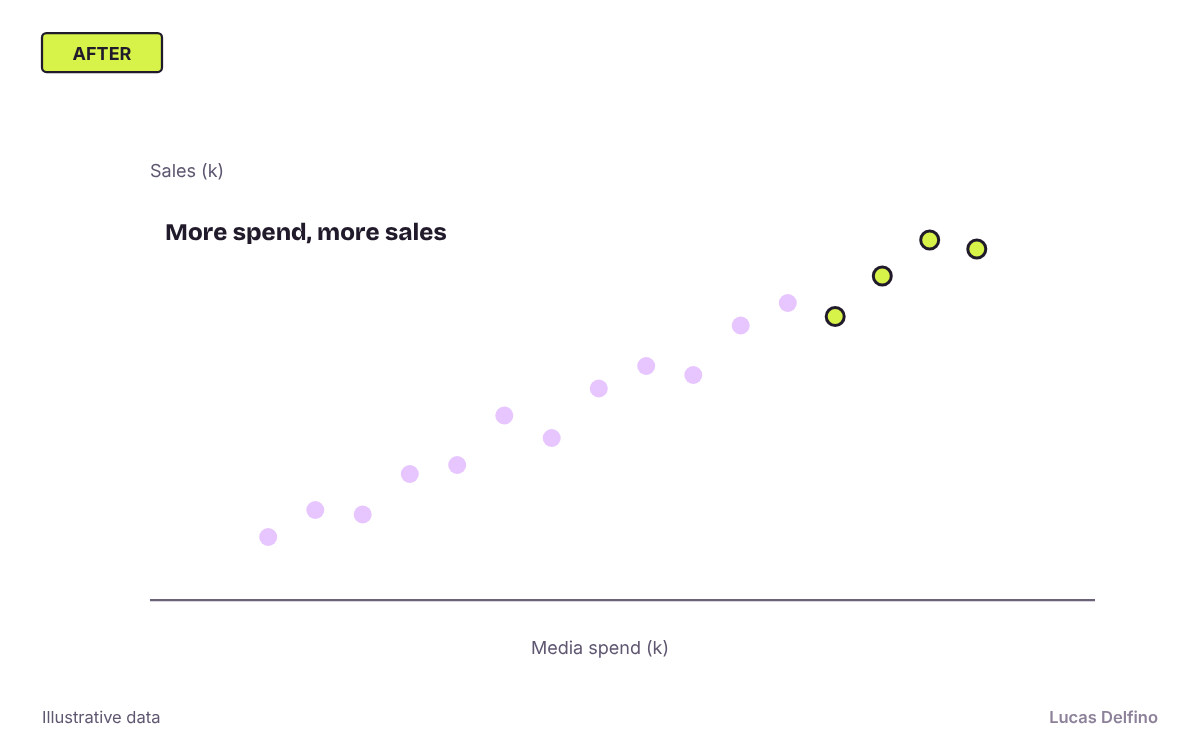 AFTER
Sales (k)
More spend, more sales
Media spend (k)
Illustrative data
Lucas Delfino